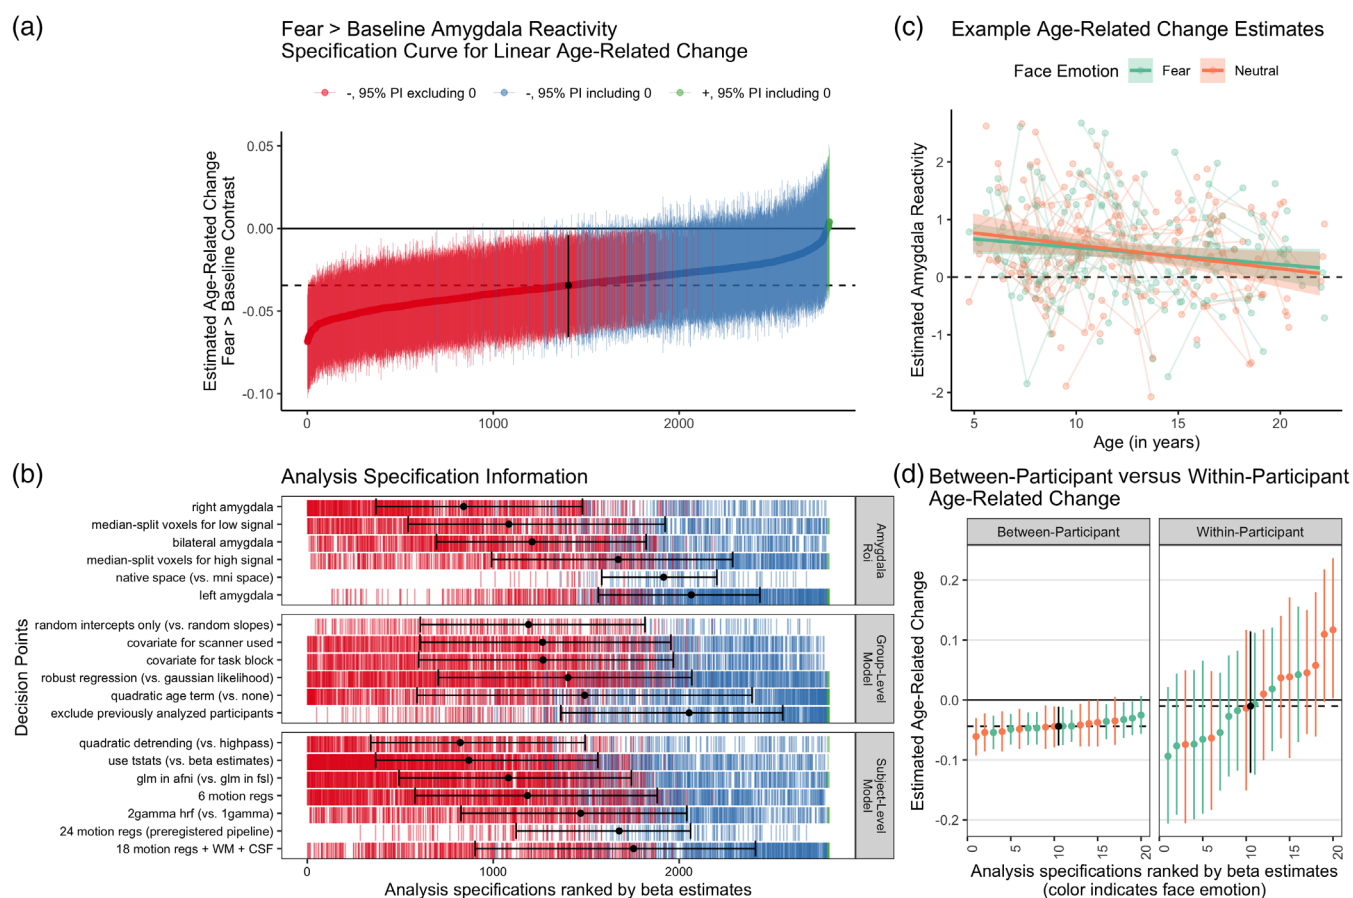 (a)
Fear > Baseline Amygdala Reactivity
Specification Curve for Linear Age-Related Change
-, 95% PI excluding 0
-, 95% PI including 0
+, 95% PI including 0
Estimated Age-Related Change
Fear > Baseline Contrast
0.05
0.00
-0.05
-0.10
0
1000
2000
(c)
Example Age-Related Change Estimates
Face Emotion
Fear
Neutral
Estimated Amygdala Reactivity
2
1
0
-1
-2
5
10
15
20
Age (in years)
(b)
Analysis Specification Information
Decision Points
right amygdala
median-split voxels for low signal
bilateral amygdala
median-split voxels for high signal
native space (vs. mni space)
left amygdala
Amygdala
Roi
random intercepts only (vs. random slopes)
covariate for scanner used
covariate for task block
robust regression (vs. gaussian likelihood)
quadratic age term (vs. none)
exclude previously analyzed participants
Group-Level
Model
quadratic detrending (vs. highpass)
use tstats (vs. beta estimates)
glm in afni (vs. glm in fsl)
6 motion regs
2gamma hrf (vs. 1gamma)
24 motion regs (preregistered pipeline)
18 motion regs + WM + CSF
Subject-Level
Model
0
1000
2000
Analysis specifications ranked by beta estimates
(d)
Between-Participant versus Within-Participant
Age-Related Change
Between-Participant
Within-Participant
Estimated Age-Related Change
0.2
0.1
0.0
-0.1
-0.2
0
5
10
15
20
0
5
10
15
20
Analysis specifications ranked by beta estimates
(color indicates face emotion)